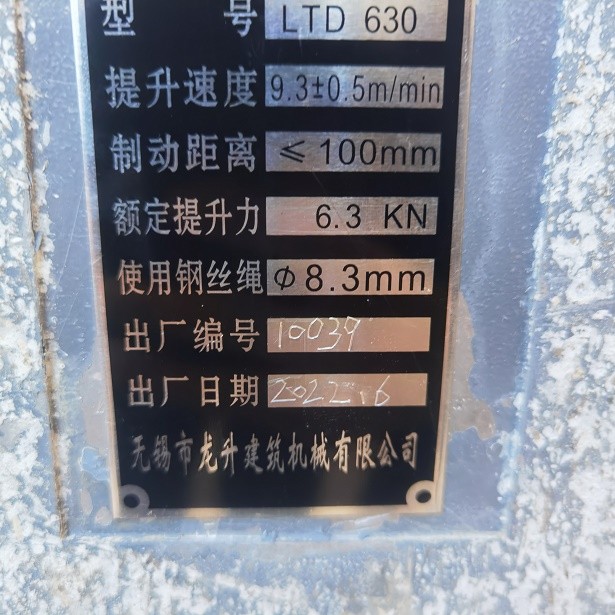 型号 LTD 630
提升速度 9.3±0.5m/min
制动距离 ≤100mm
额定提升力 6.3 KN
使用钢丝绳 Φ8.3mm
出厂编号 10039
出厂日期 2022.6
无锡市龙升建筑机械有限公司